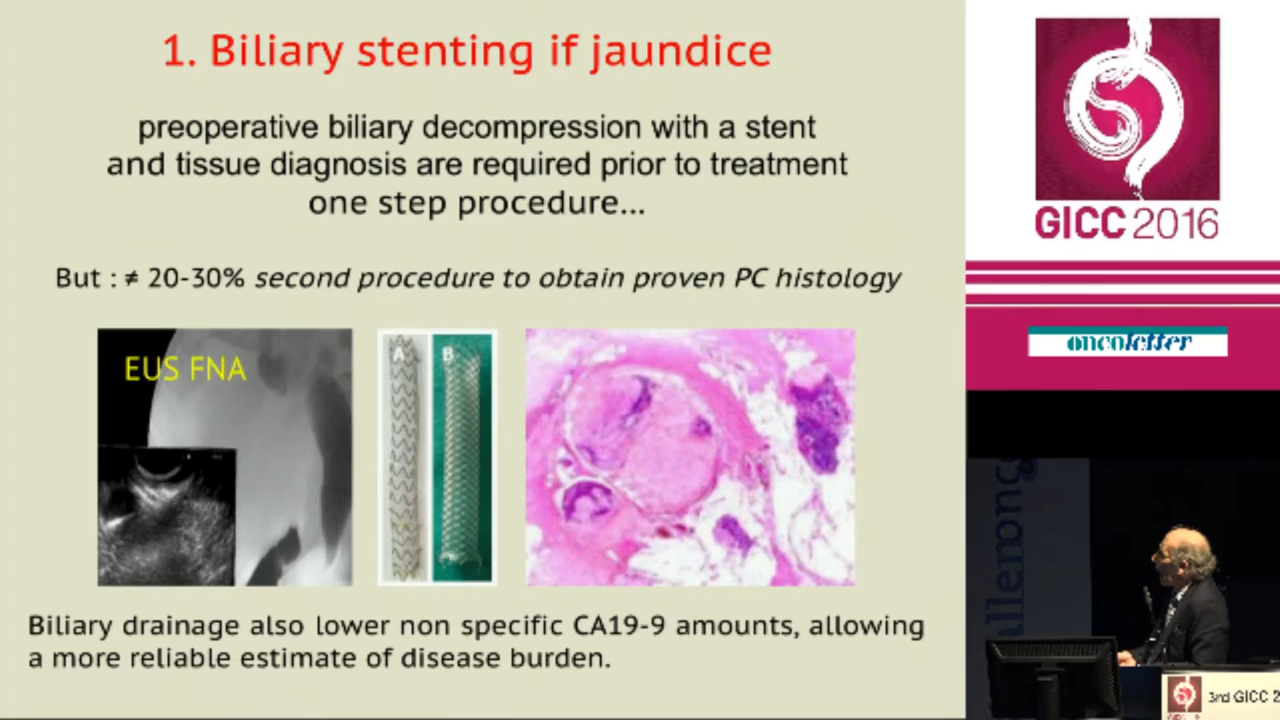 1. Biliary stenting if jaundice
preoperative biliary decompression with a stent
and tissue diagnosis are required prior to treatment
one step procedure...
But : ≠ 20-30% second procedure to obtain proven PC histology
EUS FNA
A
B
Biliary drainage also lower non specific CA19-9 amounts, allowing
a more reliable estimate of disease burden.
GICC 2016
oncoletter
3rd GICC 2